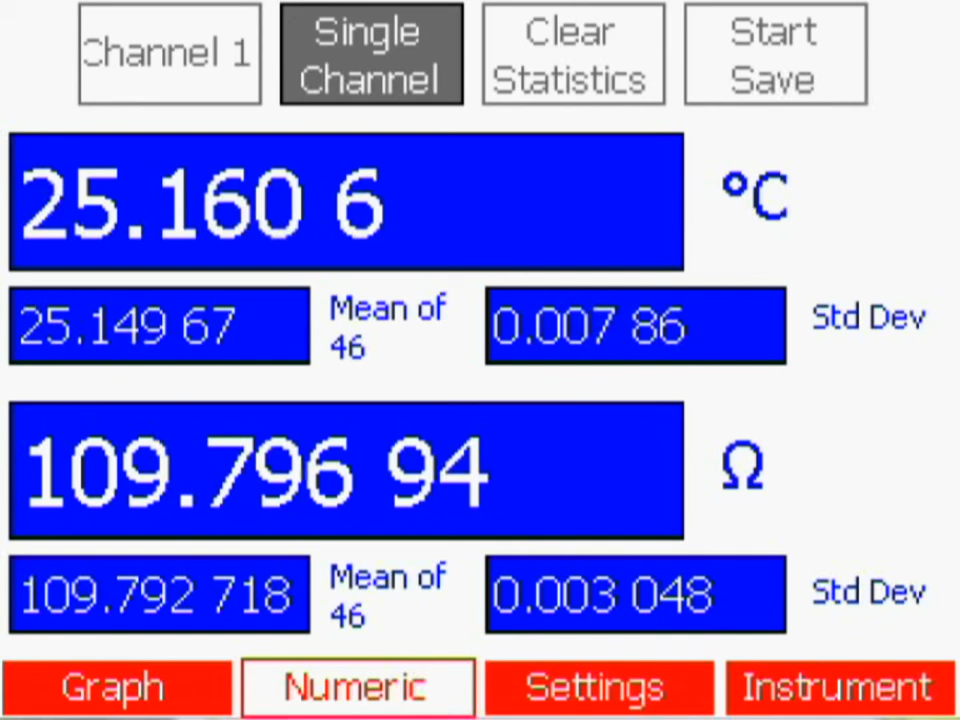 Channel 1
Single
Channel
Clear
Statistics
Start
Save
25.160 6
°C
25.149 67
Mean of
46
0.007 86
Std Dev
109.796 94
Ω
109.792 718
Mean of
46
0.003 048
Std Dev
Graph
Numeric
Settings
Instrument